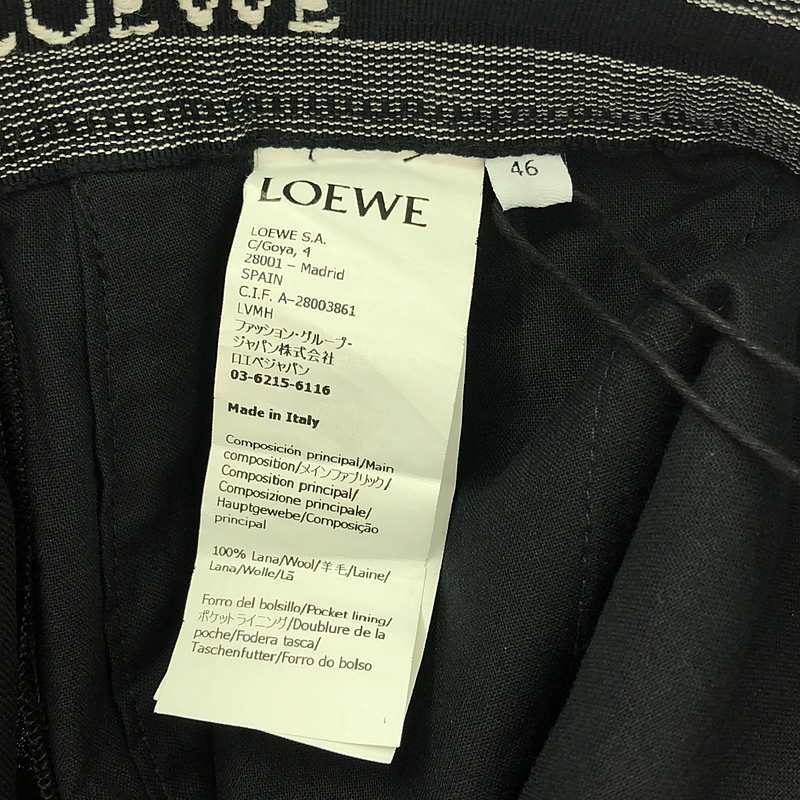 LOEWE
46
LOEWE
LOEWE S.A.
C/Goya, 4
28001 – Madrid
SPAIN
C.I.F. A-28003861
LVMH
ファッション・グループ・
ジャパン株式会社
ロエベジャパン
03-6215-6116
Made in Italy
Composición principal/Main
composition/メインファブリック/
Composition principal/
Composizione principale/
Hauptgewebe/Composição
principal
100% Lana/Wool/羊毛/Laine/
Lana/Wolle/Lã
Forro del bolsillo/Pocket lining/
ポケットライニング/Doublure de la
poche/Fodera tasca/
Taschenfutter/Forro do bolso